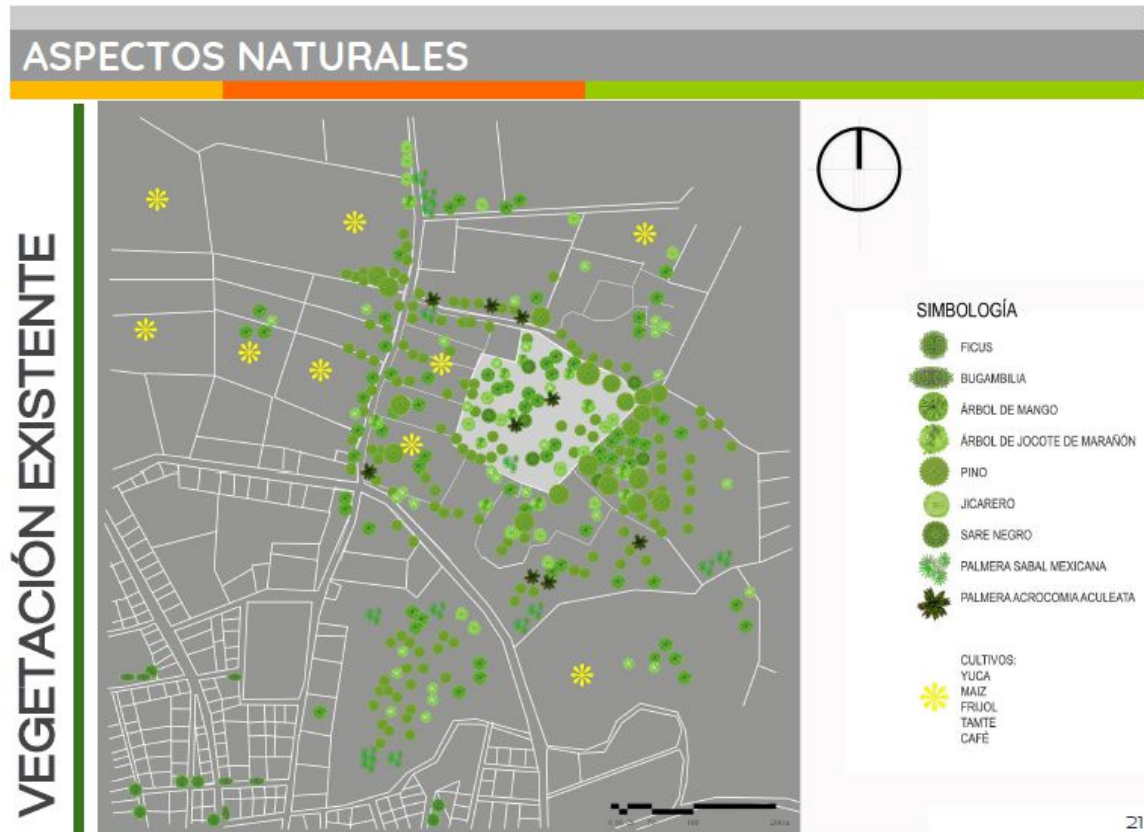 ASPECTOS NATURALES
VEGETACIÓN EXISTENTE
SIMBOLOGÍA
FICUS
BUGAMBILIA
ÁRBOL DE MANGO
ÁRBOL DE JOCOTE DE MARAÑÓN
PINO
JICARERO
SARE NEGRO
PALMERA SABAL MEXICANA
PALMERA ACROCOMIA ACULEATA
CULTIVOS:
YUCA
MAIZ
FRIJOL
TAMTE
CAFÉ
100
21